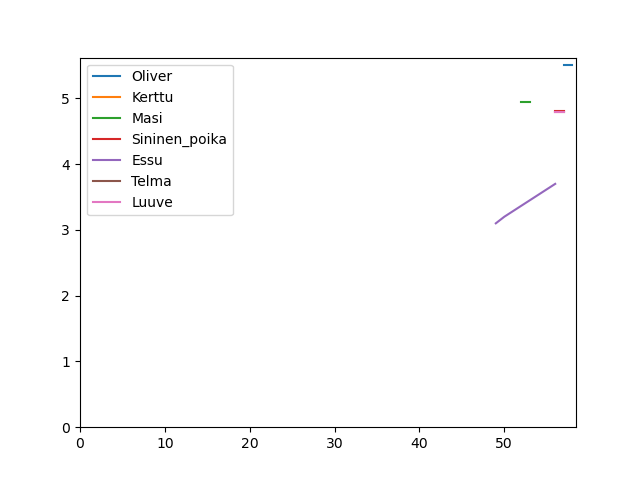 Oliver
Kerttu
Masi
Sininen_poika
Essu
Telma
Luuve
5
4
3
2
1
0
0 10 20 30 40 50